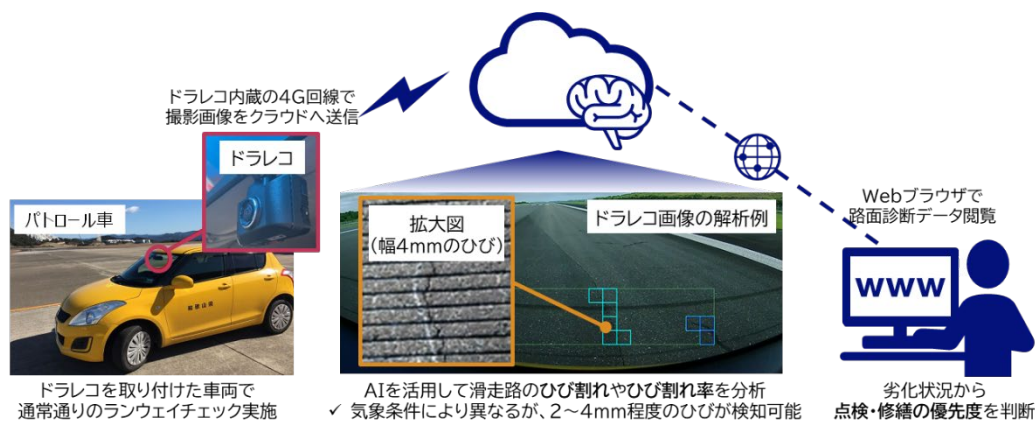 ドラレコ内蔵の4G回線で
撮影画像をクラウドへ送信
ドラレコ
パトロール車
ドラレコを取り付けた車両で
通常通りのランウェイチェック実施
拡大図
(幅4mmのひび)
ドラレコ画像の解析例
AIを活用して滑走路のひび割れやひび割れ率を分析
✓ 気象条件により異なるが、2~4mm程度のひびが検知可能
Webブラウザで
路面診断データ閲覧
WWW
劣化状況から
点検・修繕の優先度を判断